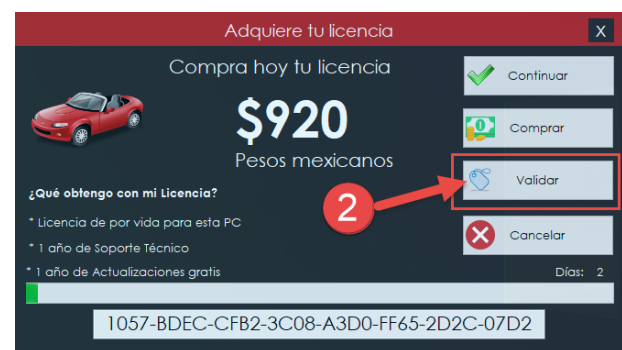 Adquiere tu licencia
X
Compra hoy tu licencia
$920
Pesos mexicanos
¿Qué obtengo con mi Licencia?
* Licencia de por vida para esta PC
* 1 año de Soporte Técnico
* 1 año de Actualizaciones gratis
Continuar
Comprar
Validar
2
Cancelar
Días: 2
1057-BDEC-CFB2-3C08-A3D0-FF65-2D2C-07D2